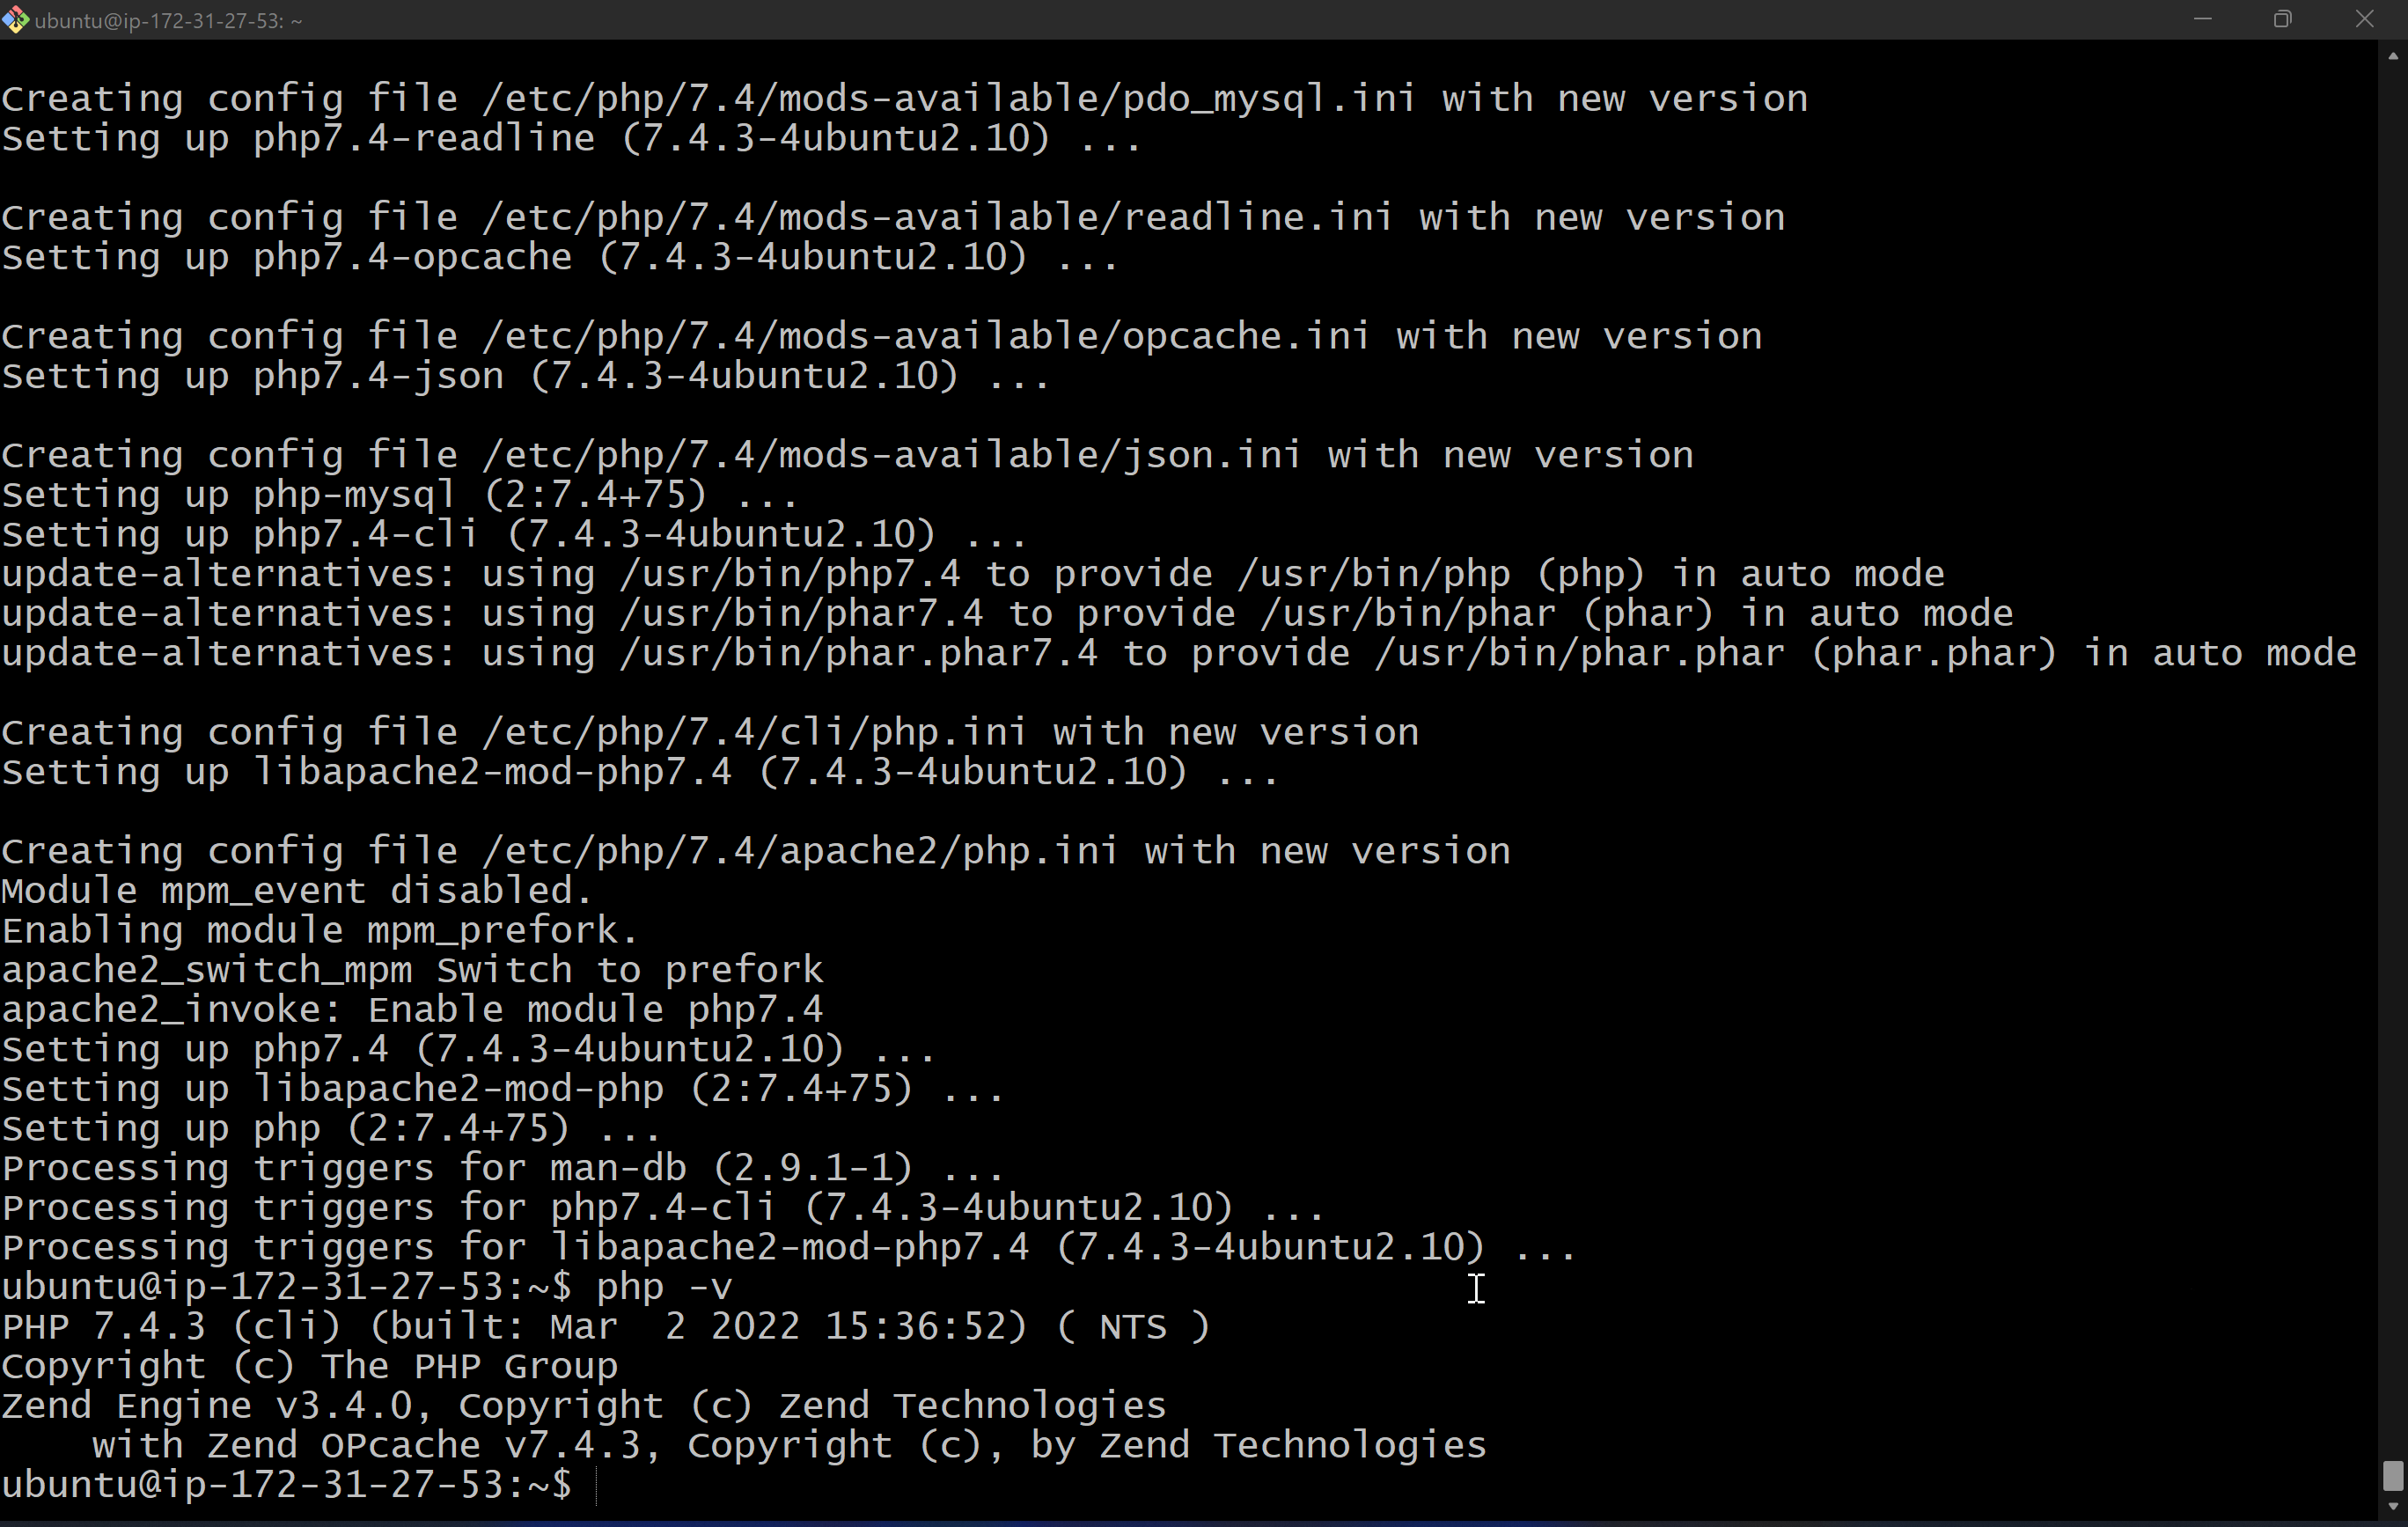 ubuntu@ip-172-31-27-53: ~
Creating config file /etc/php/7.4/mods-available/pdo_mysql.ini with new version
Setting up php7.4-readline (7.4.3-4ubuntu2.10) ...
Creating config file /etc/php/7.4/mods-available/readline.ini with new version
Setting up php7.4-opcache (7.4.3-4ubuntu2.10) ...
Creating config file /etc/php/7.4/mods-available/opcache.ini with new version
Setting up php7.4-json (7.4.3-4ubuntu2.10) ...
Creating config file /etc/php/7.4/mods-available/json.ini with new version
Setting up php-mysql (2:7.4+75) ...
Setting up php7.4-cli (7.4.3-4ubuntu2.10) ...
update-alternatives: using /usr/bin/php7.4 to provide /usr/bin/php (php) in auto mode
update-alternatives: using /usr/bin/phar7.4 to provide /usr/bin/phar (phar) in auto mode
update-alternatives: using /usr/bin/phar.phar7.4 to provide /usr/bin/phar.phar (phar.phar) in auto mode
Creating config file /etc/php/7.4/cli/php.ini with new version
Setting up libapache2-mod-php7.4 (7.4.3-4ubuntu2.10) ...
Creating config file /etc/php/7.4/apache2/php.ini with new version
Module mpm_event disabled.
Enabling module mpm_prefork.
apache2_switch_mpm Switch to prefork
apache2_invoke: Enable module php7.4
Setting up php7.4 (7.4.3-4ubuntu2.10) ...
Setting up libapache2-mod-php (2:7.4+75) ...
Setting up php (2:7.4+75) ...
Processing triggers for man-db (2.9.1-1) ...
Processing triggers for php7.4-cli (7.4.3-4ubuntu2.10) ...
Processing triggers for libapache2-mod-php7.4 (7.4.3-4ubuntu2.10) ...
ubuntu@ip-172-31-27-53:~$ php -v
PHP 7.4.3 (cli) (built: Mar  2 2022 15:36:52) ( NTS )
Copyright (c) The PHP Group
Zend Engine v3.4.0, Copyright (c) Zend Technologies
    with Zend OPcache v7.4.3, Copyright (c), by Zend Technologies
ubuntu@ip-172-31-27-53:~$